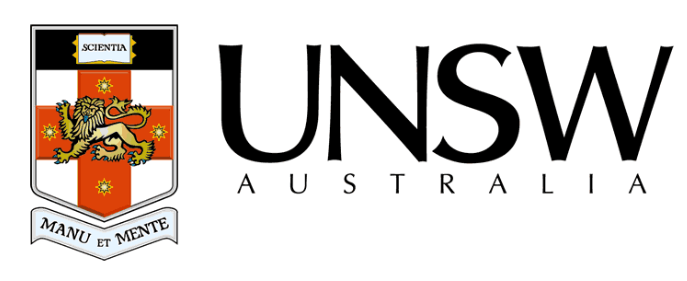 SCIENTIA
MANU ET MENTE
UNSW
AUSTRALIA